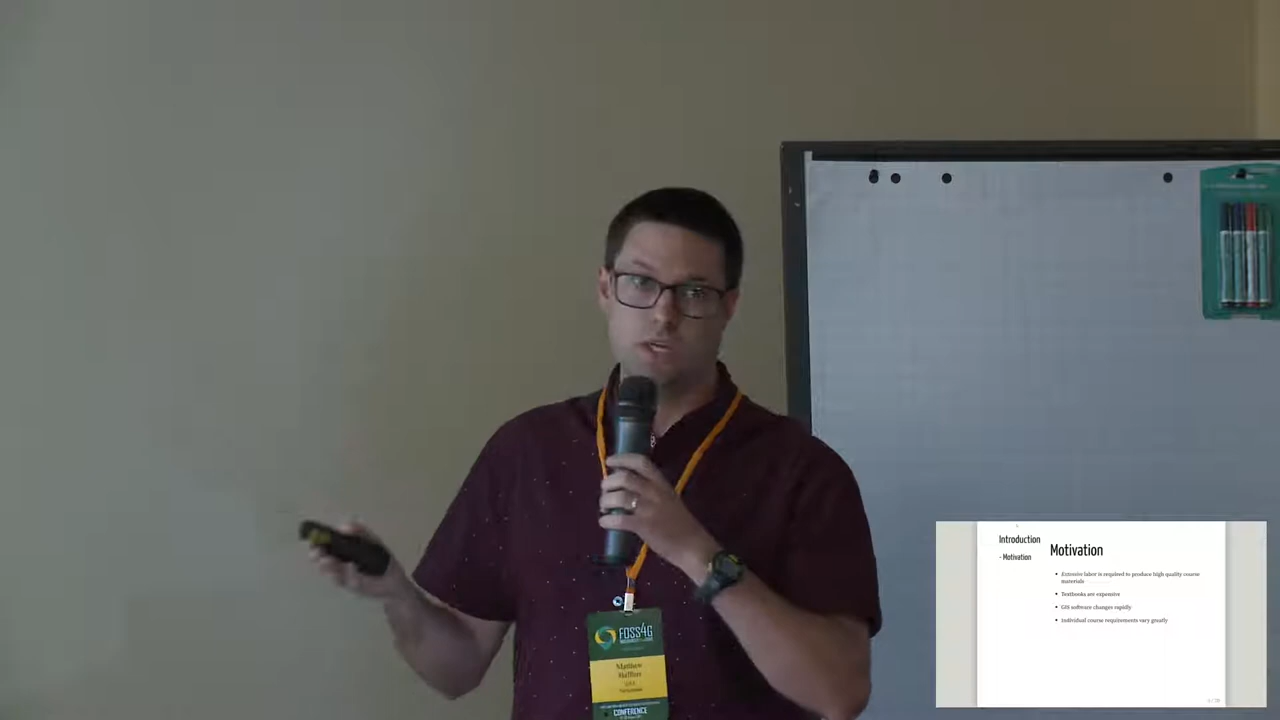 Introduction
- Motivation
Motivation
• Extensive labor is required to produce high quality course
materials
• Textbooks are expensive
• GIS software changes rapidly
• Individual course requirements vary greatly
FOSS4G
Matthew
CONFERENCE